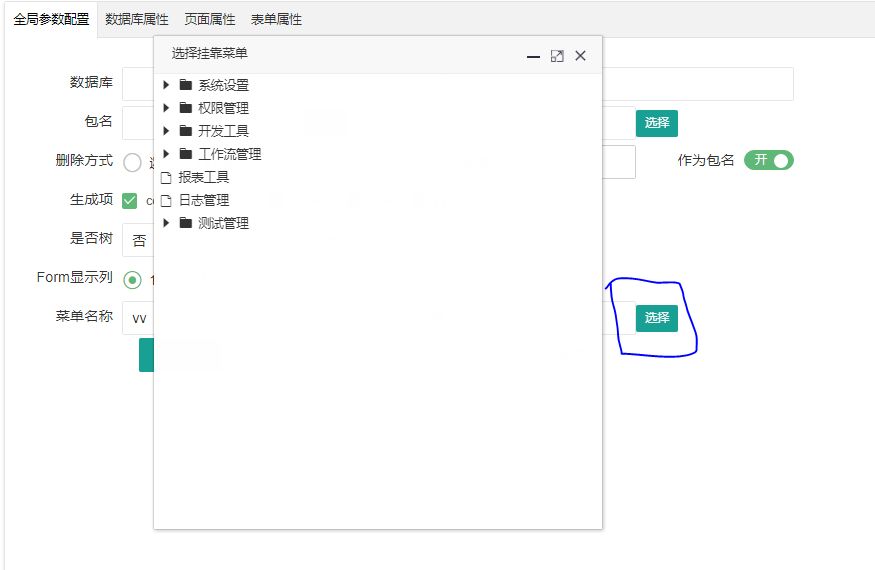 全局参数配置 数据库属性 页面属性 表单属性
选择挂靠菜单
数据库
系统设置
权限管理
包名
选择
开发工具
删除方式
工作流管理
作为包名 开
报表工具
生成项
日志管理
是否树 否
测试管理
Form显示列
菜单名称 vv
选择